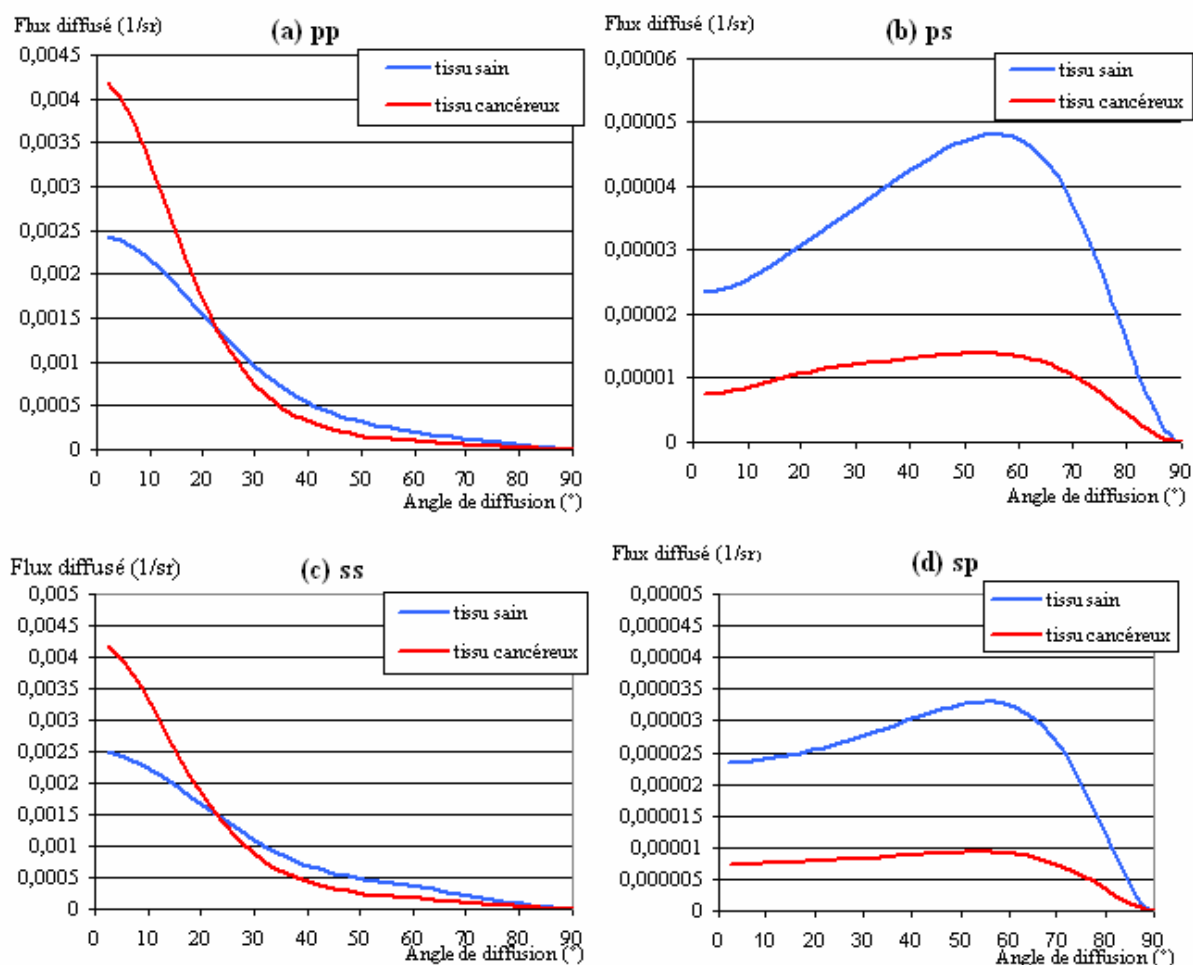 Flux diffusé (1/sr)
(a) pp
tissu sain
tissu cancéreux
0,0045
0,004
0,0035
0,003
0,0025
0,002
0,0015
0,001
0,0005
0
0 10 20 30 40 50 60 70 80 90
Angle de diffusion (°)
Flux diffusé (1/sr)
(b) ps
tissu sain
tissu cancéreux
0,00006
0,00005
0,00004
0,00003
0,00002
0,00001
0
0 10 20 30 40 50 60 70 80 90
Angle de diffusion (°)
Flux diffusé (1/sr)
(c) ss
tissu sain
tissu cancéreux
0,005
0,0045
0,004
0,0035
0,003
0,0025
0,002
0,0015
0,001
0,0005
0
0 10 20 30 40 50 60 70 80 90
Angle de diffusion (°)
Flux diffusé (1/sr)
(d) sp
tissu sain
tissu cancéreux
0,00005
0,000045
0,00004
0,000035
0,00003
0,000025
0,00002
0,000015
0,00001
0,000005
0
0 10 20 30 40 50 60 70 80 90
Angle de diffusion (°)